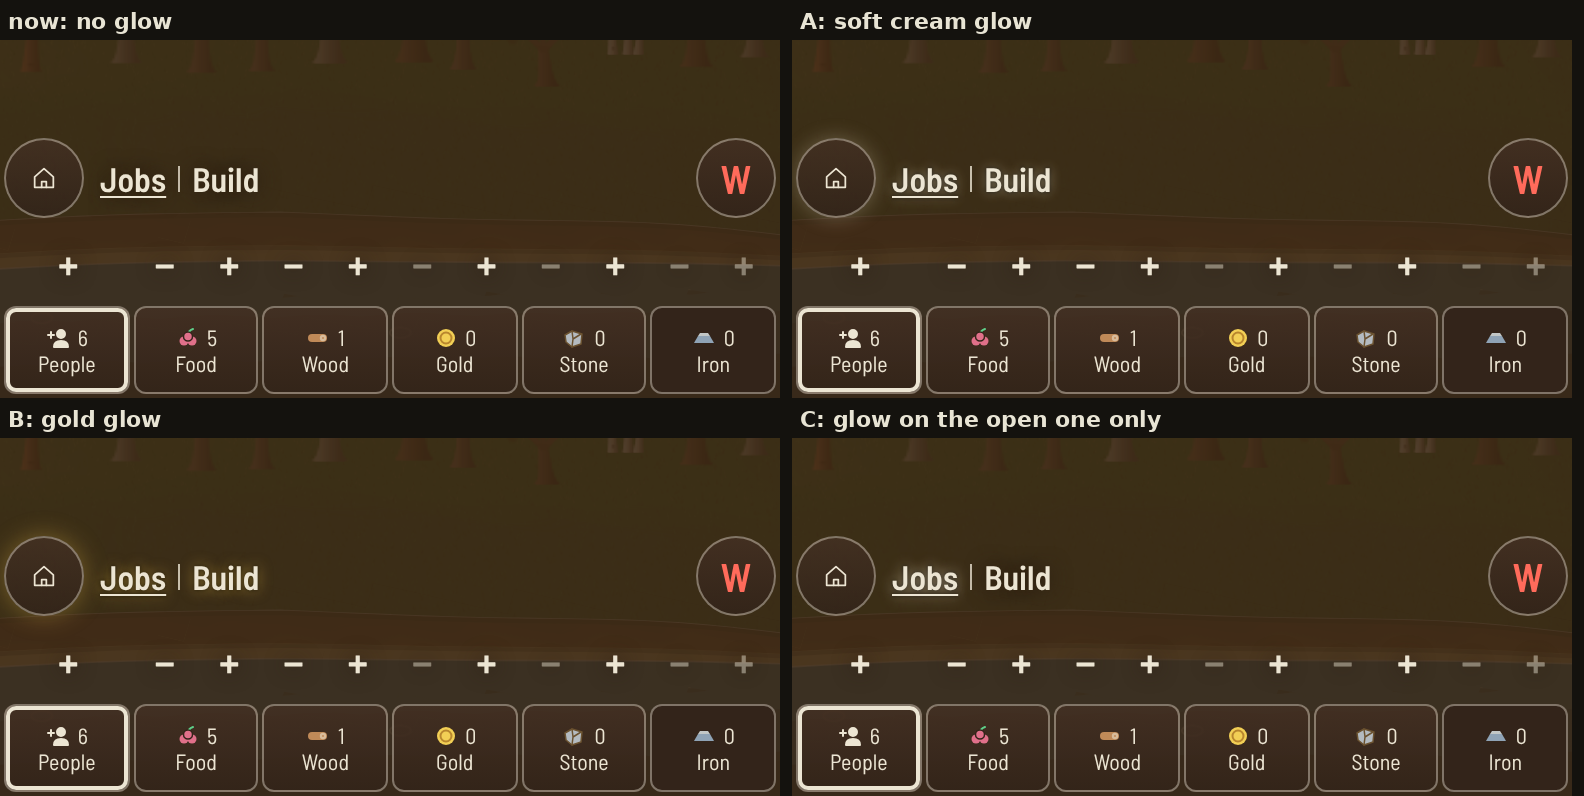 now: no glow
Jobs | Build
W
+ − + − + − + − + − +
6 5 1 0 0 0
People Food Wood Gold Stone Iron
A: soft cream glow
Jobs | Build
W
+ − + − + − + − + − +
6 5 1 0 0 0
People Food Wood Gold Stone Iron
B: gold glow
Jobs | Build
W
+ − + − + − + − + − +
6 5 1 0 0 0
People Food Wood Gold Stone Iron
C: glow on the open one only
Jobs | Build
W
+ − + − + − + − + − +
6 5 1 0 0 0
People Food Wood Gold Stone Iron